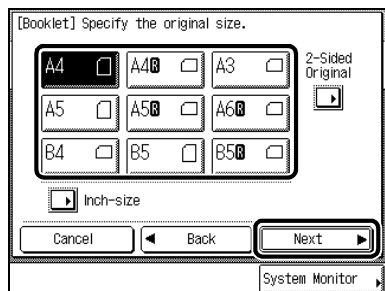 [Booklet] Specify the original size.
A4 A4R A3
2-Sided
Original
A5 A5R A6R
B4 B5 B5R
Inch-size
Cancel Back Next
System Monitor